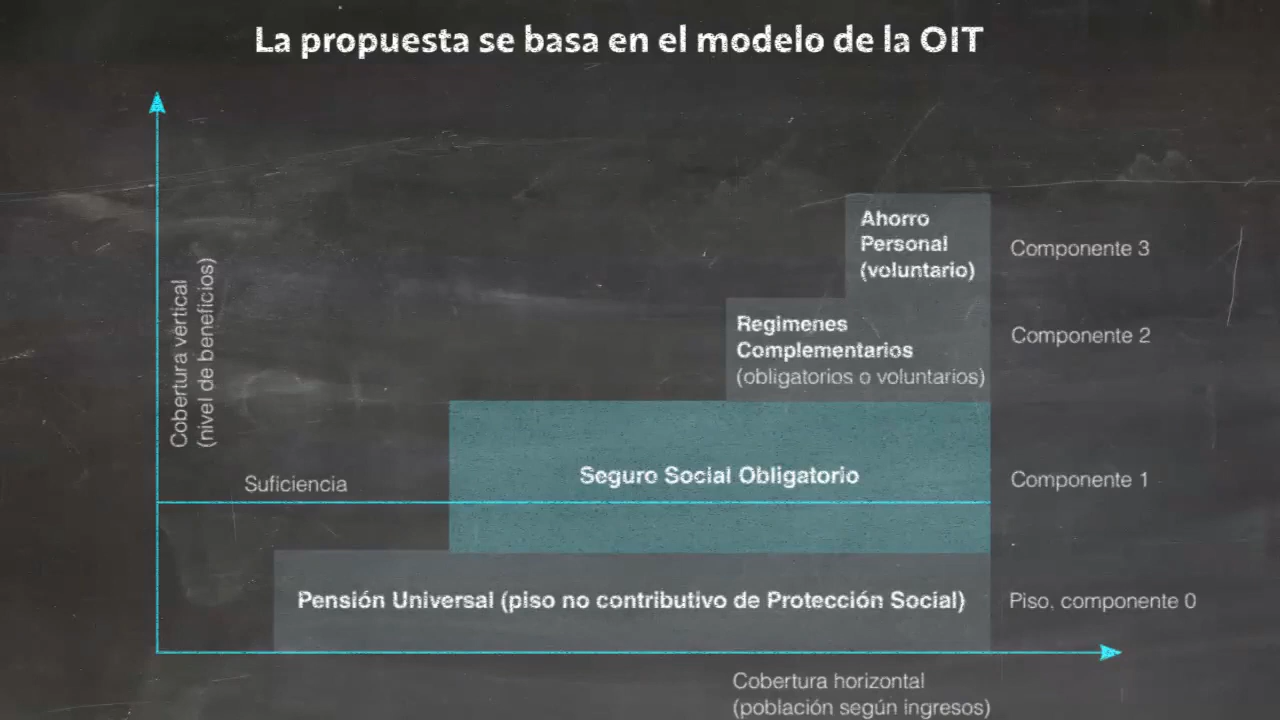 La propuesta se basa en el modelo de la OIT
Cobertura vertical
(nivel de beneficios)
Ahorro
Personal
(voluntario)
Componente 3
Regimenes
Complementarios
(obligatorios o voluntarios)
Componente 2
Suficiencia
Seguro Social Obligatorio
Componente 1
Pensión Universal (piso no contributivo de Protección Social)
Piso, componente 0
Cobertura horizontal
(población según ingresos)